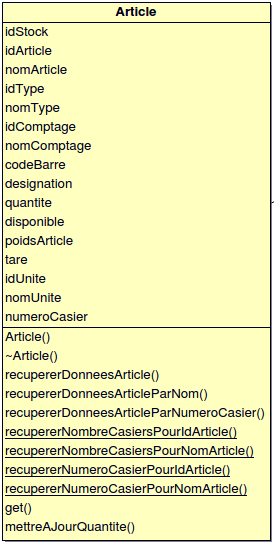 Article
idStock
idArticle
nomArticle
idType
nomType
idComptage
nomComptage
codeBarre
designation
quantite
disponible
poidsArticle
tare
idUnite
nomUnite
numeroCasier
Article()
~Article()
recupererDonneesArticle()
recupererDonneesArticleParNom()
recupererDonneesArticleParNumeroCasier()
recupererNombreCasiersPourIdArticle()
recupererNombreCasiersPourNomArticle()
recupererNumeroCasierPourIdArticle()
recupererNumeroCasierPourNomArticle()
get()
mettreAJourQuantite()